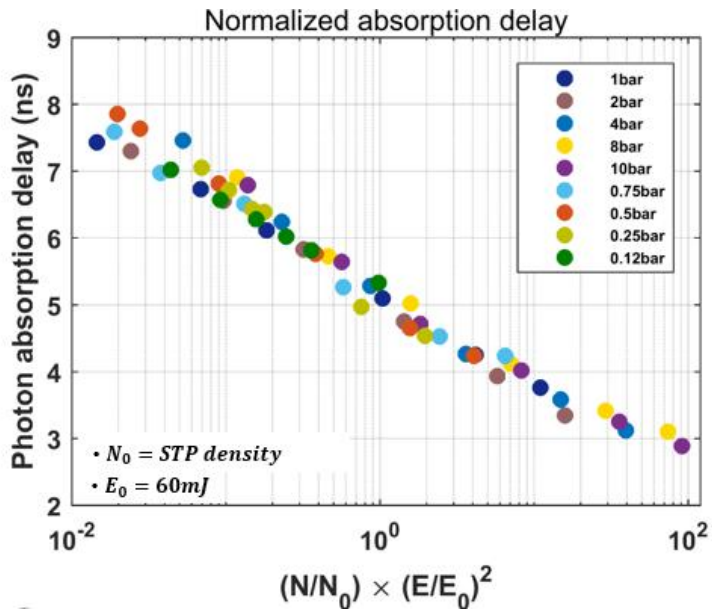 Normalized absorption delay
9
8
7
6
5
4
3
2
Photon absorption delay (ns)
1bar
2bar
4bar
8bar
10bar
0.75bar
0.5bar
0.25bar
0.12bar
• N₀ = STP density
• E₀ = 60mJ
10⁻² 10⁰ 10²
(N/N₀) × (E/E₀)²